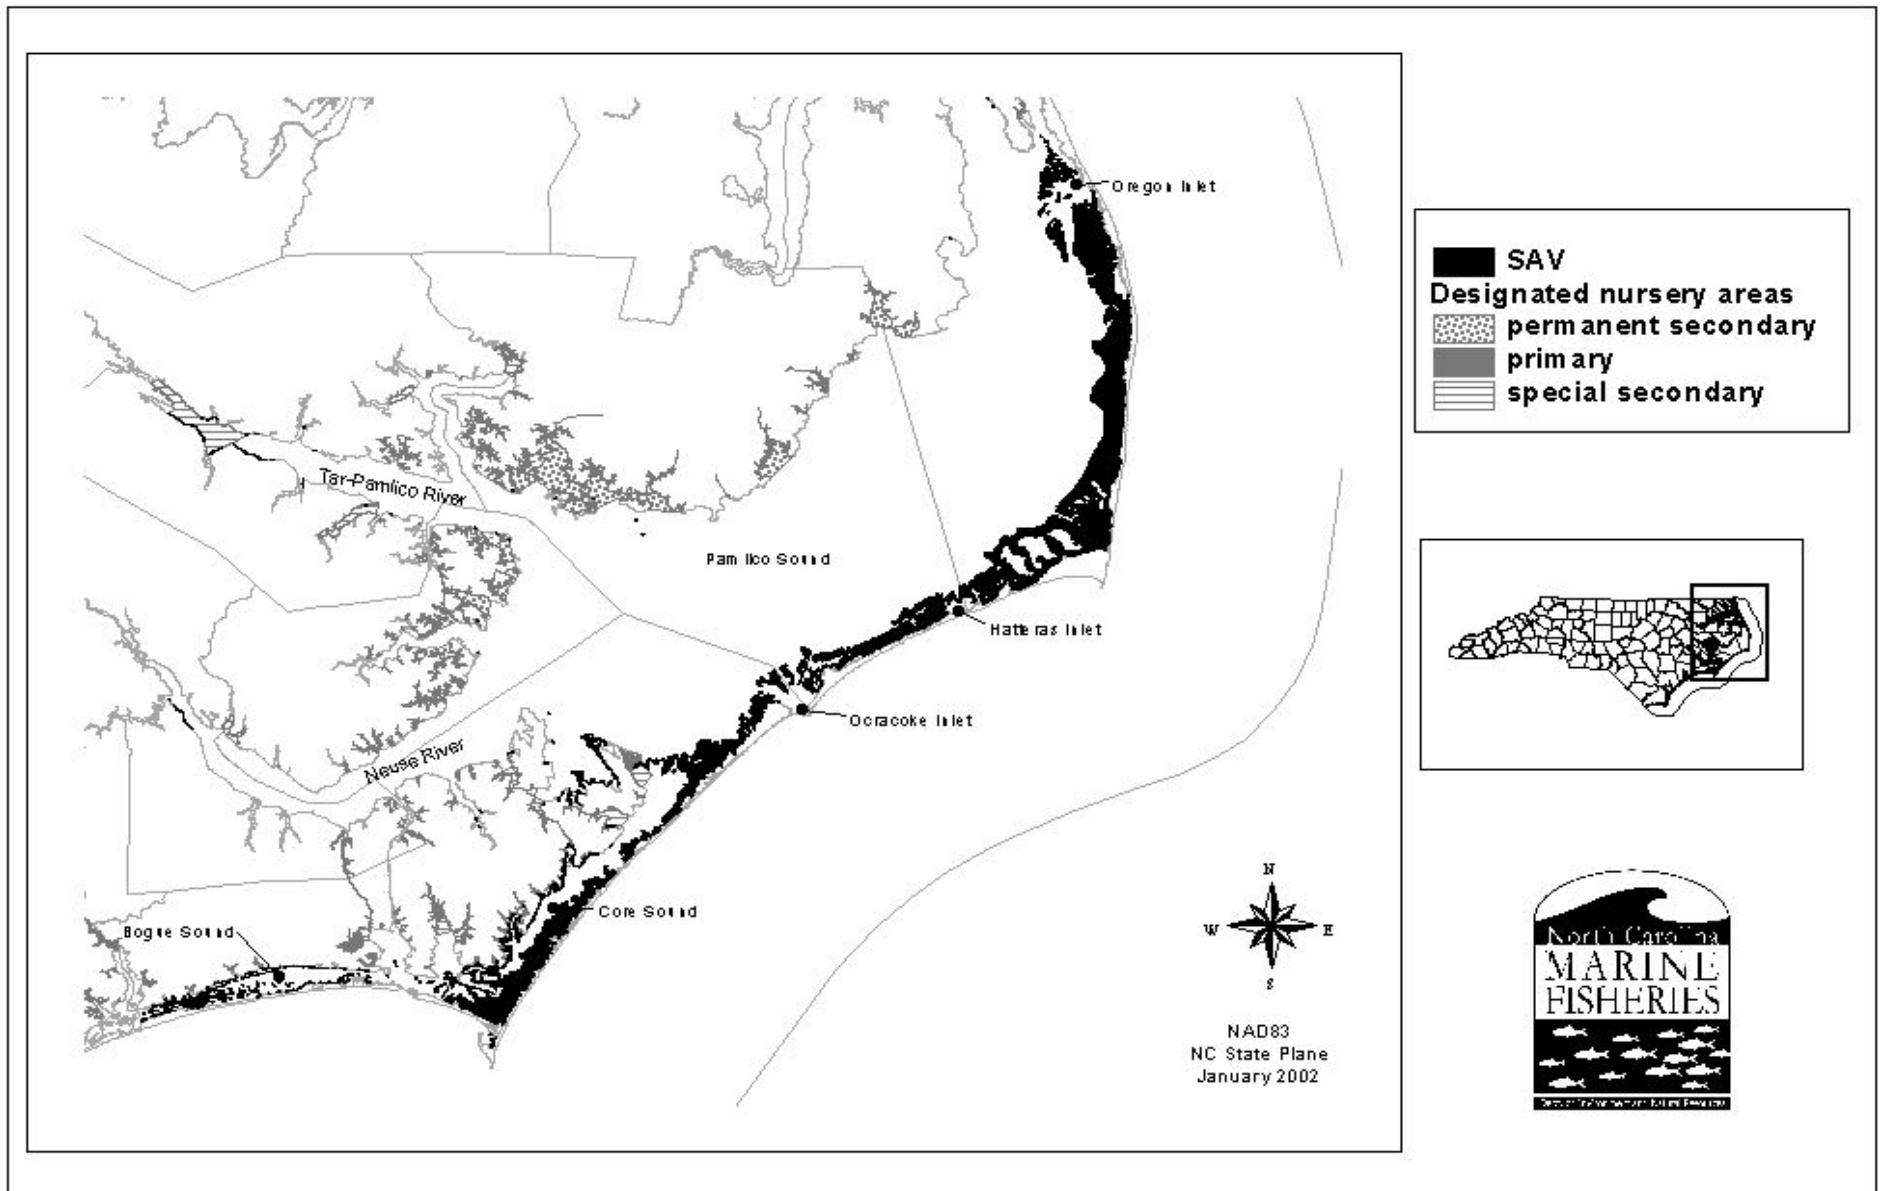 Oregon Inlet
Tar-Pamlico River
Pamlico Sound
Hatteras Inlet
Ocracoke Inlet
Neuse River
Core Sound
Bogue Sound
N
W E
S
NAD83
NC State Plane
January 2002
SAV
Designated nursery areas
permanent secondary
primary
special secondary
North Carolina
MARINE
FISHERIES